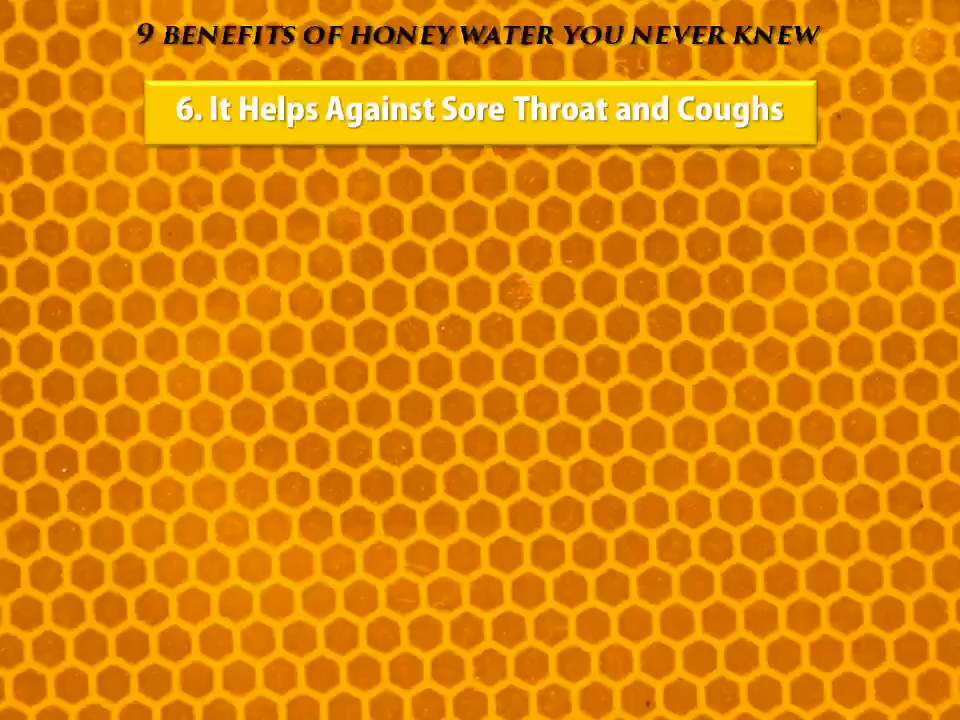 9 BENEFITS OF HONEY WATER YOU NEVER KNEW
6. It Helps Against Sore Throat and Coughs